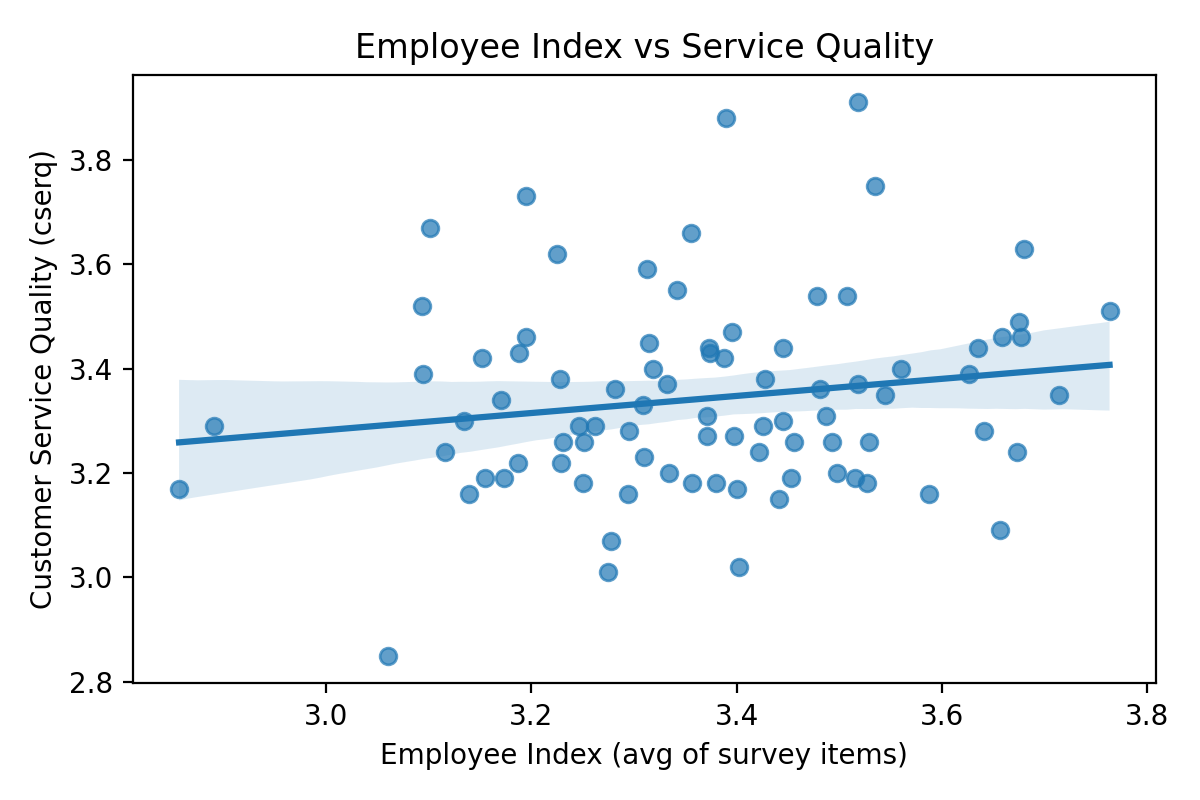 Employee Index vs Service Quality
Customer Service Quality (cserq)
3.8
3.6
3.4
3.2
3.0
2.8
3.0 3.2 3.4 3.6 3.8
Employee Index (avg of survey items)